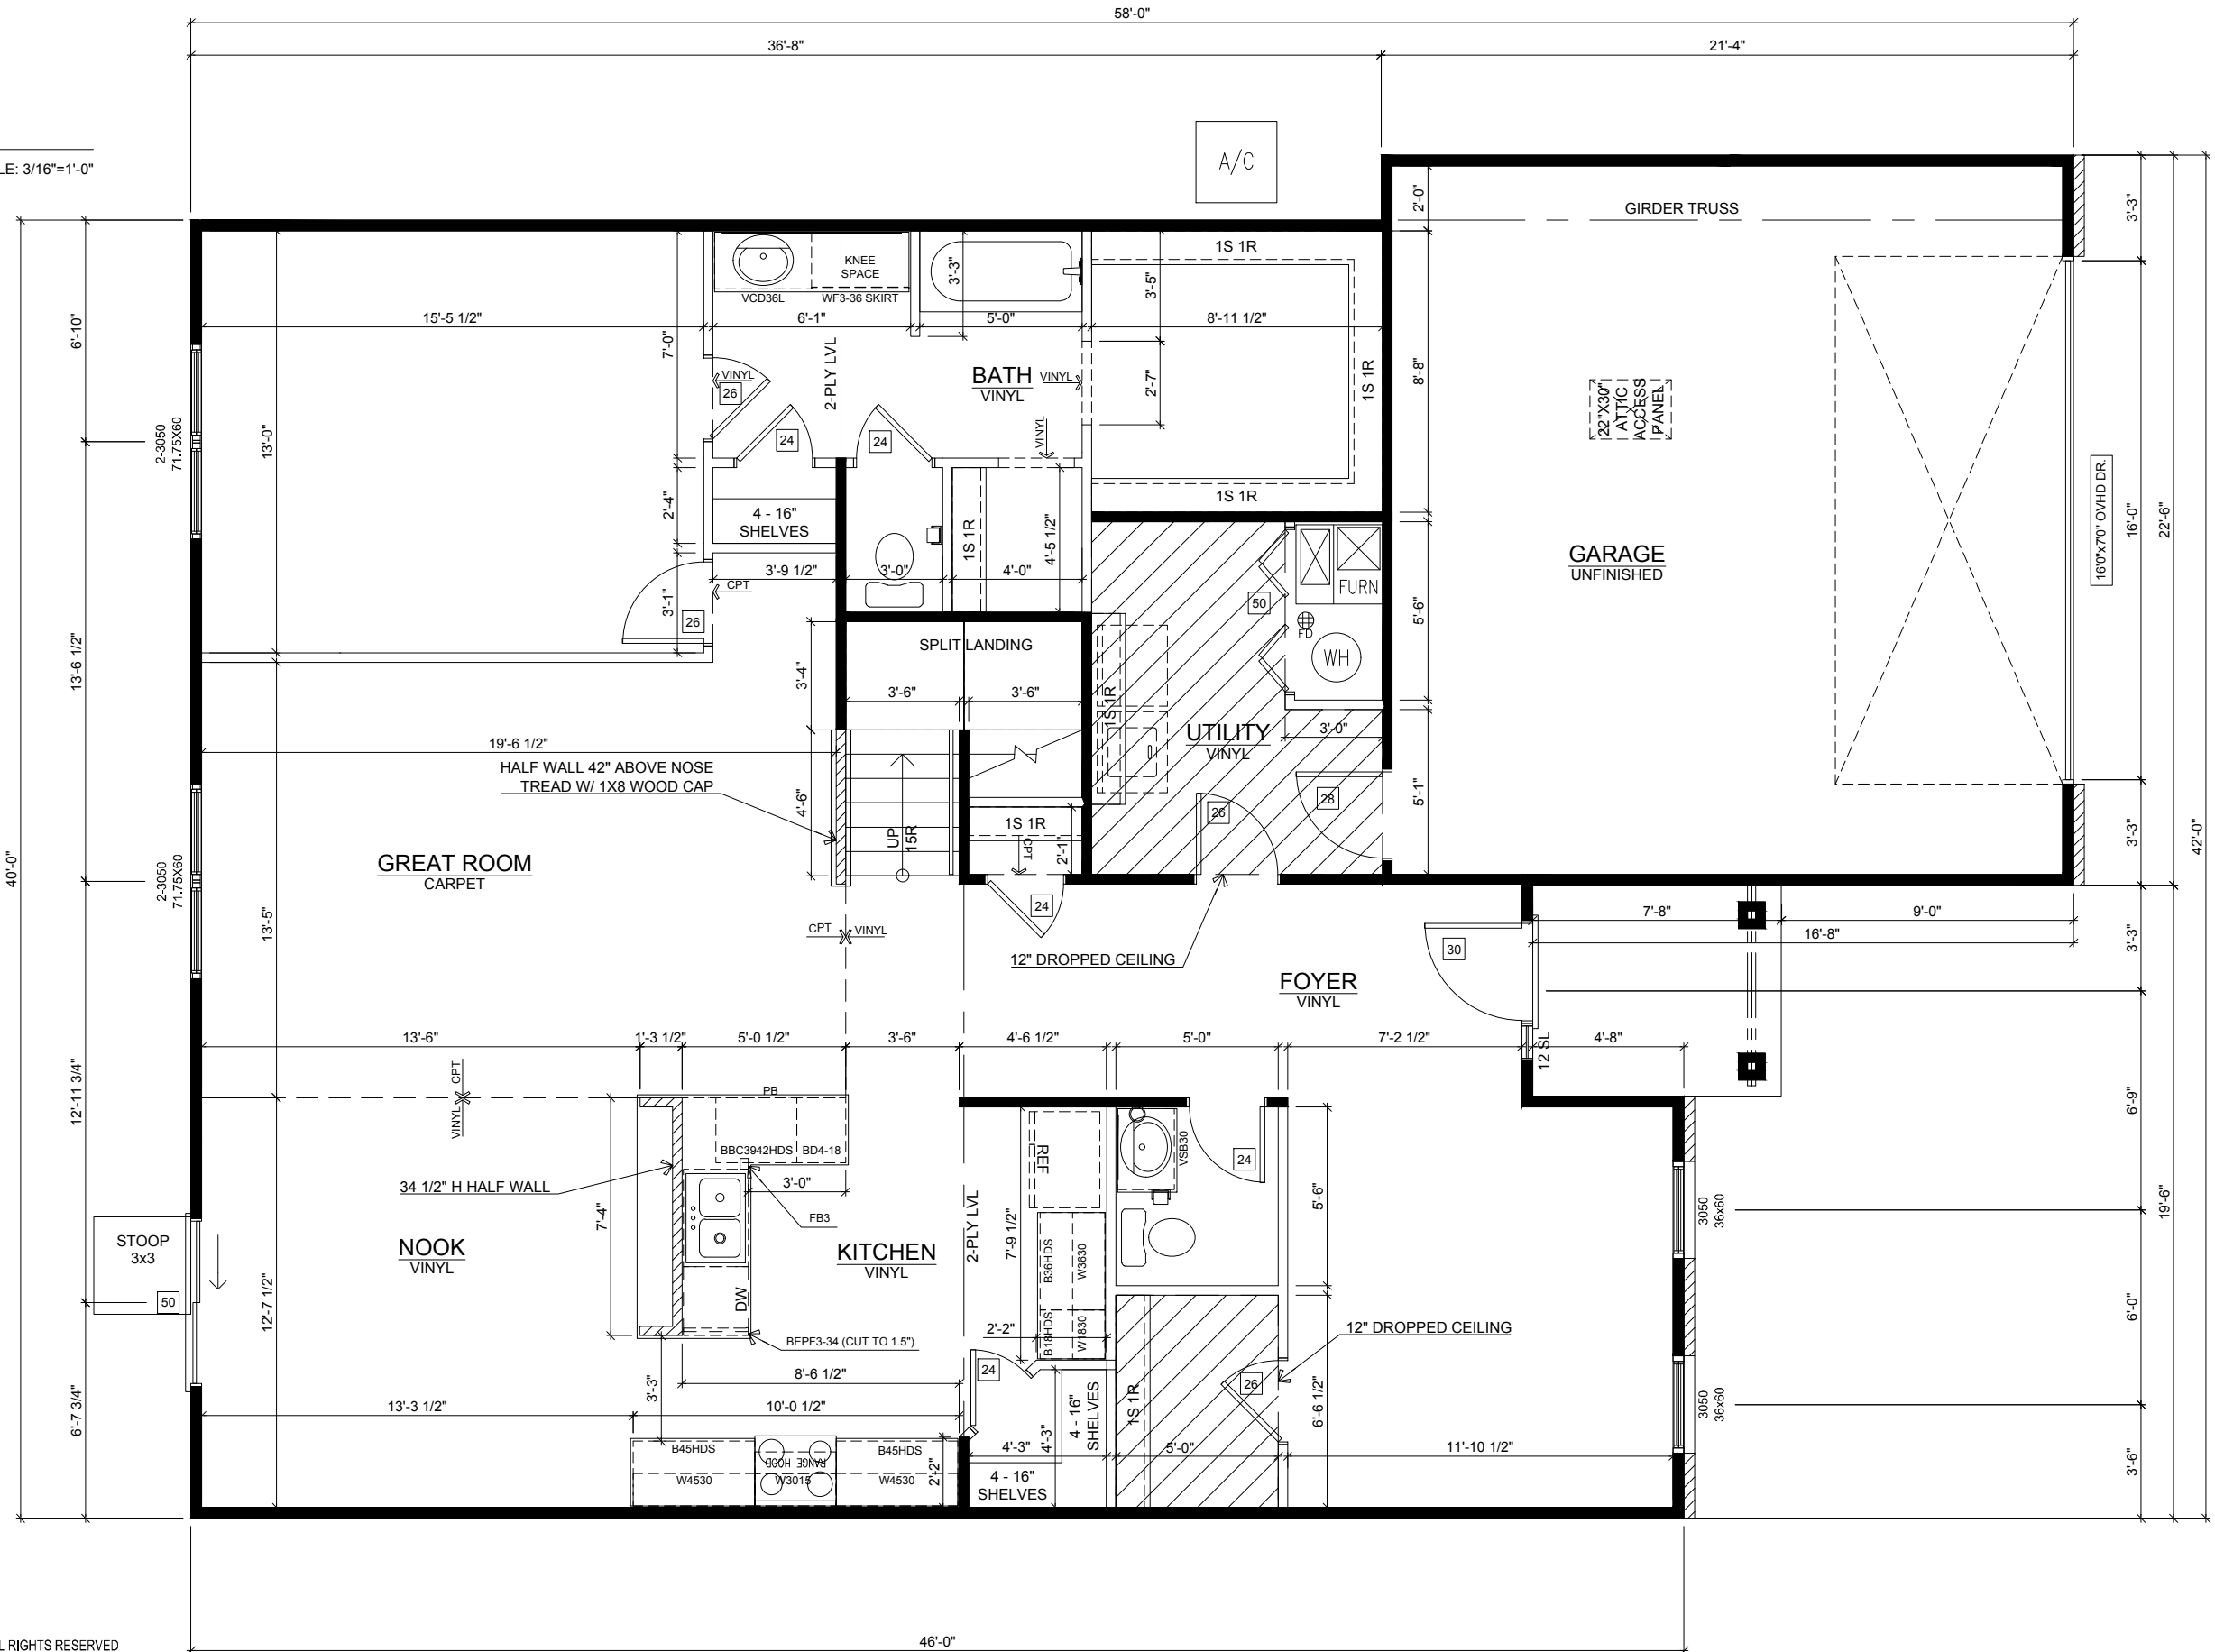 58'-0"
36'-8"
21'-4"
LE: 3/16"=1'-0"
A/C
2'-0"
GIRDER TRUSS
3'-3"
1S 1R
KNEE
SPACE
VCD36L
WF3-36 SKIRT
3'-3"
3'-5"
15'-5 1/2"
6'-1"
5'-0"
8'-11 1/2"
6'-10"
7'-0"
2-PLY LVL
8'-8"
BATH
VINYL
VINYL
VINYL
26
2'-7"
1S 1R
22"X30"
ATTIC
ACCESS
PANEL
2-3050
71.75X60
13'-0"
24
24
VINYL
2'-4"
4 - 16"
SHELVES
1S 1R
4'-5 1/2"
1S 1R
16'0"x7'0" OVHD DR.
16'-0"
22'-6"
GARAGE
UNFINISHED
3'-9 1/2"
3'-0"
4'-0"
CPT
3'-1"
26
FURN
50
FD
WH
5'-6"
13'-6 1/2"
SPLIT LANDING
3'-4"
3'-6"
3'-6"
1S 1R
UTILITY
VINYL
3'-0"
19'-6 1/2"
HALF WALL 42" ABOVE NOSE
TREAD W/ 1X8 WOOD CAP
4'-6"
UP
15R
1S 1R
CPT
2'-1"
26
28
5'-1"
3'-3"
42'-0"
40'-0"
2-3050
71.75X60
GREAT ROOM
CARPET
13'-5"
24
CPT
VINYL
12" DROPPED CEILING
30
7'-8"
9'-0"
16'-8"
3'-3"
FOYER
VINYL
13'-6"
1'-3 1/2"
5'-0 1/2"
3'-6"
4'-6 1/2"
5'-0"
7'-2 1/2"
12 SL
4'-8"
12'-11 3/4"
CPT
VINYL
PB
BBC3942HDS
BD4-18
REF
VSB30
24
6'-9"
34 1/2" H HALF WALL
3'-0"
FB3
7'-4"
2-PLY LVL
7'-9 1/2"
5'-6"
3050
36x60
19'-6"
STOOP
3x3
50
NOOK
VINYL
KITCHEN
VINYL
B36HDS
W3630
12'-7 1/2"
DW
BEPF3-34 (CUT TO 1.5")
2'-2"
B18HDS
W1830
12" DROPPED CEILING
6'-0"
8'-6 1/2"
24
26
3'-3"
6'-7 3/4"
13'-3 1/2"
10'-0 1/2"
4 - 16"
SHELVES
1S 1R
6'-6 1/2"
3050
36x60
B45HDS
W4530
RANGE HOOD
W3015
B45HDS
W4530
2'-2"
4'-3"
4'-3"
5'-0"
11'-10 1/2"
3'-6"
4 - 16"
SHELVES
46'-0"
L RIGHTS RESERVED